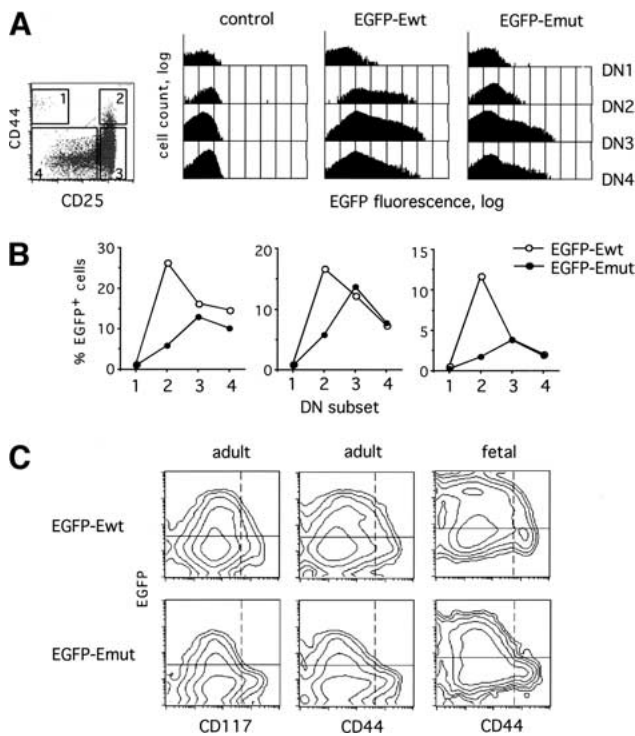 A
control
EGFP-Ewt
EGFP-Emut
CD44
1
2
4
3
CD25
cell count, log
DN1
DN2
DN3
DN4
EGFP fluorescence, log
B
% EGFP+ cells
30
20
10
0
1 2 3 4
20
10
0
1 2 3 4
DN subset
15
10
5
0
1 2 3 4
EGFP-Ewt
EGFP-Emut
C
adult
adult
fetal
EGFP-Ewt
EGFP
EGFP-Emut
CD117
CD44
CD44